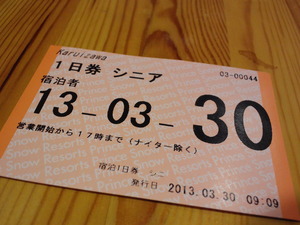 Karuizawa
1日券 シニア
03-00044
宿泊者
13-03-30
営業開始から17時まで(ナイター除く)
宿泊1日券 シニ
発行日 2013.03.30 09:09